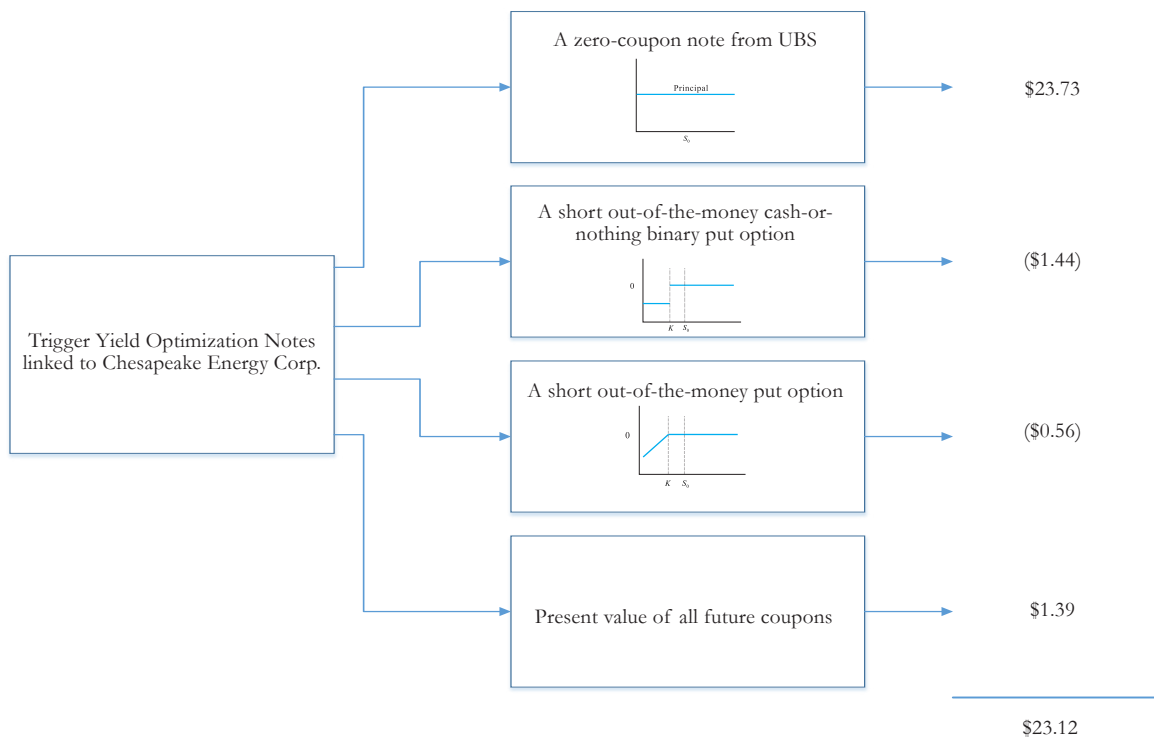 Trigger Yield Optimization Notes
linked to Chesapeake Energy Corp.
A zero-coupon note from UBS
Principal
S₀
$23.73
A short out-of-the-money cash-or-
nothing binary put option
0
K S₀
($1.44)
A short out-of-the-money put option
0
K S₀
($0.56)
Present value of all future coupons
$1.39
$23.12